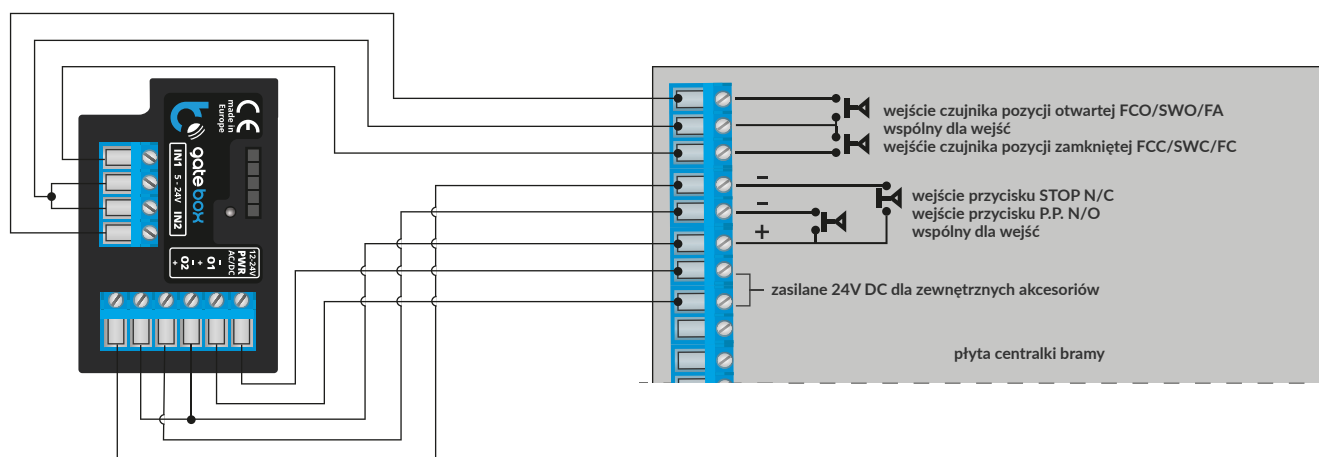 made in
Europe
gatebox
IN1
5 - 24V
IN2
12-24V
PWR
AC/DC
- O1 +
- O2 +
wejście czujnika pozycji otwartej FCO/SWO/FA
wspólny dla wejść
wejśćie czujnika pozycji zamkniętej FCC/SWC/FC
-
wejście przycisku STOP N/C
-
wejście przycisku P.P. N/O
+
wspólny dla wejść
zasilane 24V DC dla zewnętrznych akcesoriów
płyta centralki bramy